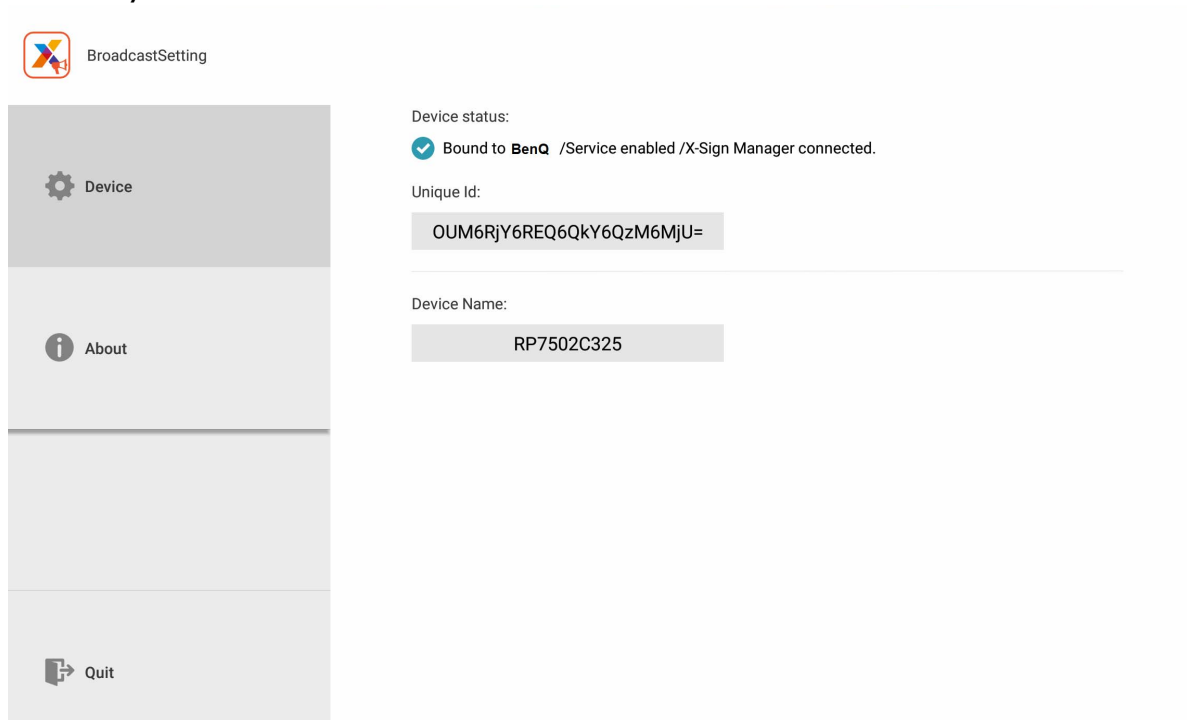 BroadcastSetting
Device status:
Bound to BenQ /Service enabled /X-Sign Manager connected.
Device
Unique Id:
OUM6RjY6REQ6QkY6QzM6MjU=
Device Name:
RP7502C325
About
Quit